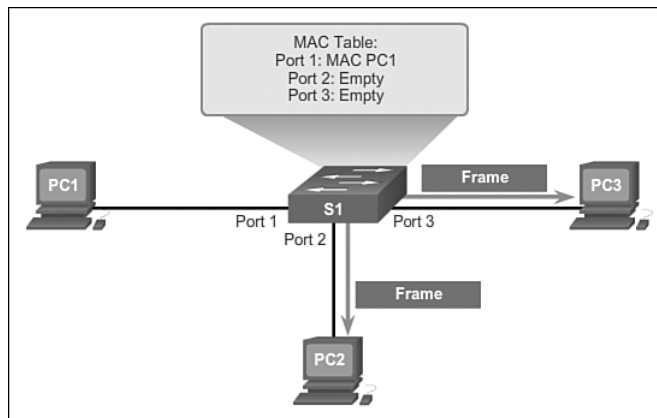 MAC Table:
Port 1: MAC PC1
Port 2: Empty
Port 3: Empty
PC1
Frame
PC3
S1
Port 1
Port 3
Port 2
Frame
PC2